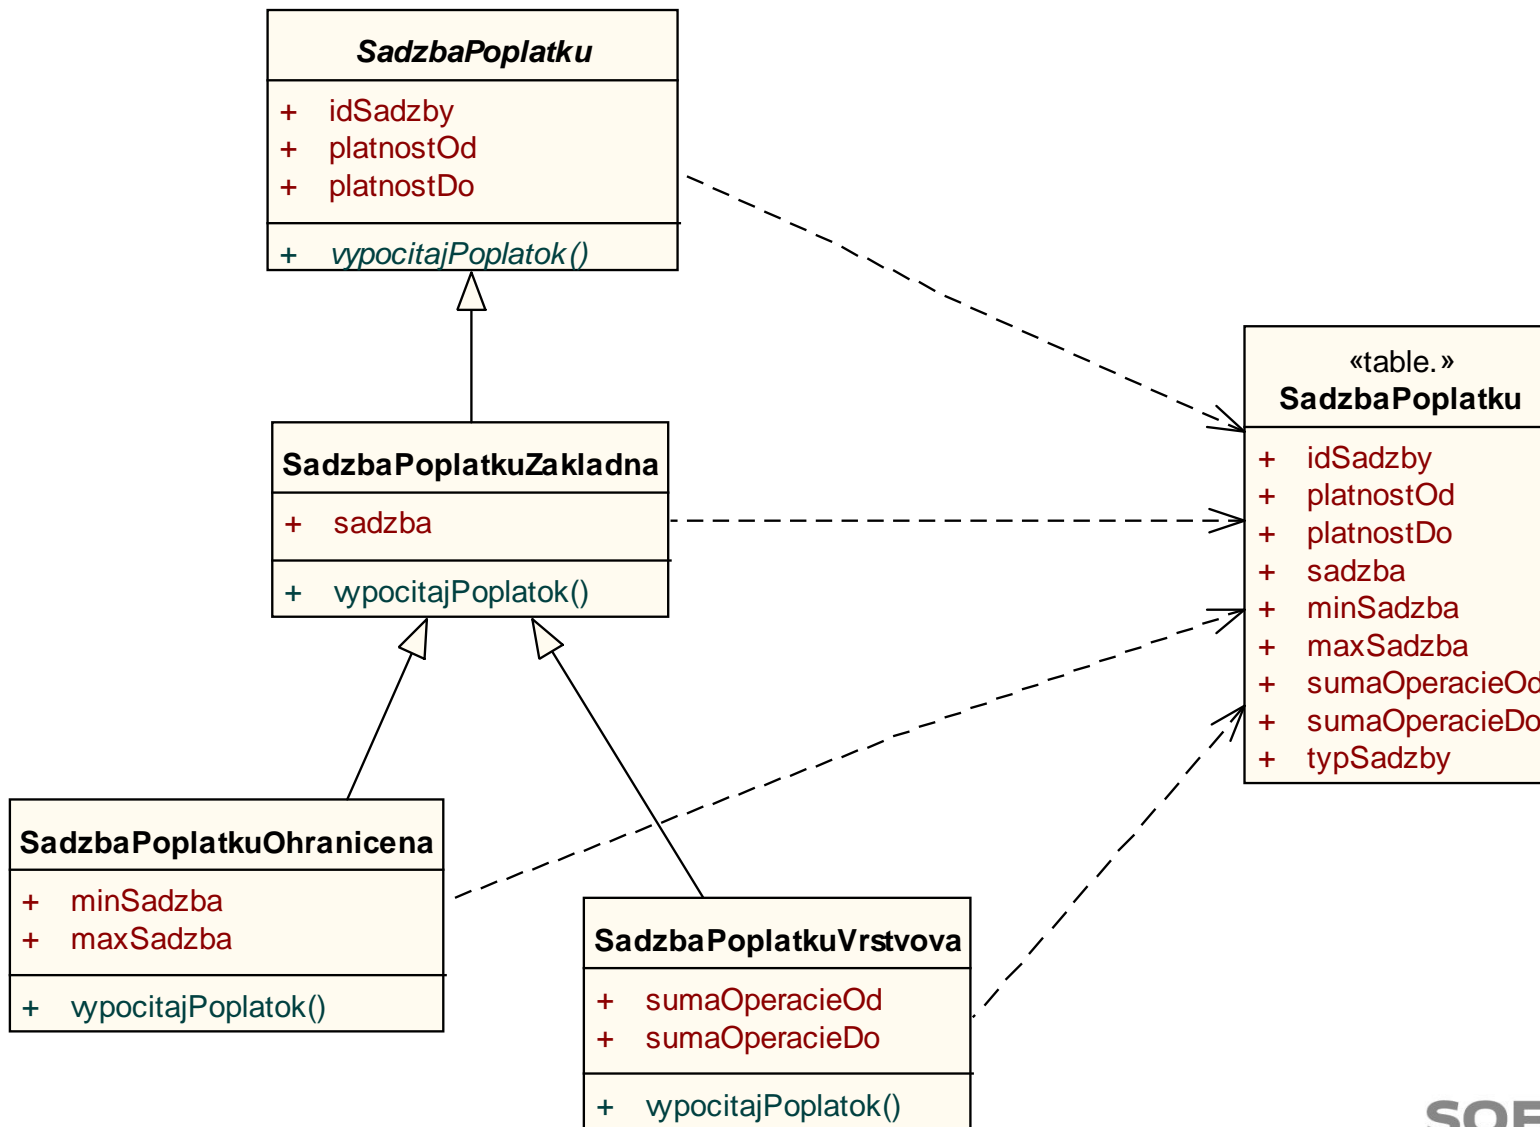 SadzbaPoplatku
+ idSadzby
+ platnostOd
+ platnostDo
+ vypocitajPoplatok()
SadzbaPoplatkuZakladna
+ sadzba
+ vypocitajPoplatok()
SadzbaPoplatkuOhranicena
+ minSadzba
+ maxSadzba
+ vypocitajPoplatok()
SadzbaPoplatkuVrstvova
+ sumaOperacieOd
+ sumaOperacieDo
+ vypocitajPoplatok()
«table.»
SadzbaPoplatku
+ idSadzby
+ platnostOd
+ platnostDo
+ sadzba
+ minSadzba
+ maxSadzba
+ sumaOperacieOd
+ sumaOperacieDo
+ typSadzby